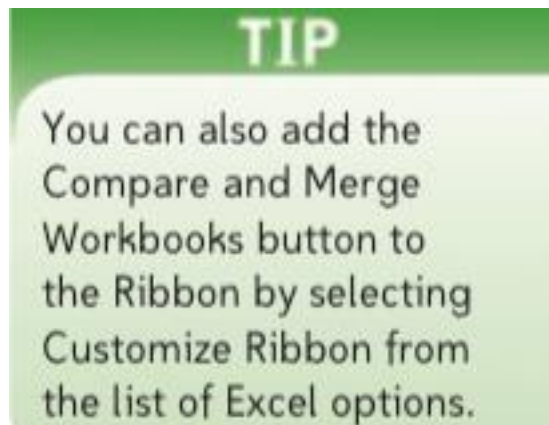 TIP
You can also add the
Compare and Merge
Workbooks button to
the Ribbon by selecting
Customize Ribbon from
the list of Excel options.